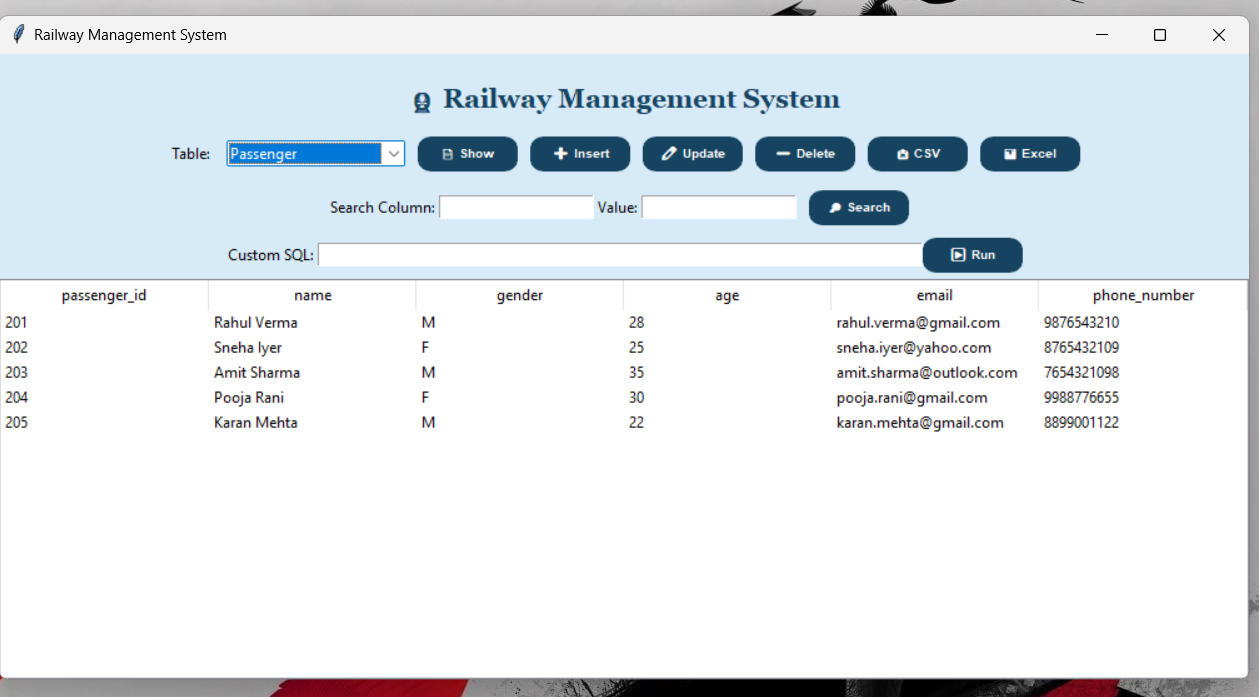 Railway Management System
Railway Management System
Table: Passenger Show Insert Update Delete CSV Excel
Search Column: Value: Search
Custom SQL: Run
passenger_id name gender age email phone_number
201 Rahul Verma M 28 rahul.verma@gmail.com 9876543210
202 Sneha Iyer F 25 sneha.iyer@yahoo.com 8765432109
203 Amit Sharma M 35 amit.sharma@outlook.com 7654321098
204 Pooja Rani F 30 pooja.rani@gmail.com 9988776655
205 Karan Mehta M 22 karan.mehta@gmail.com 8899001122